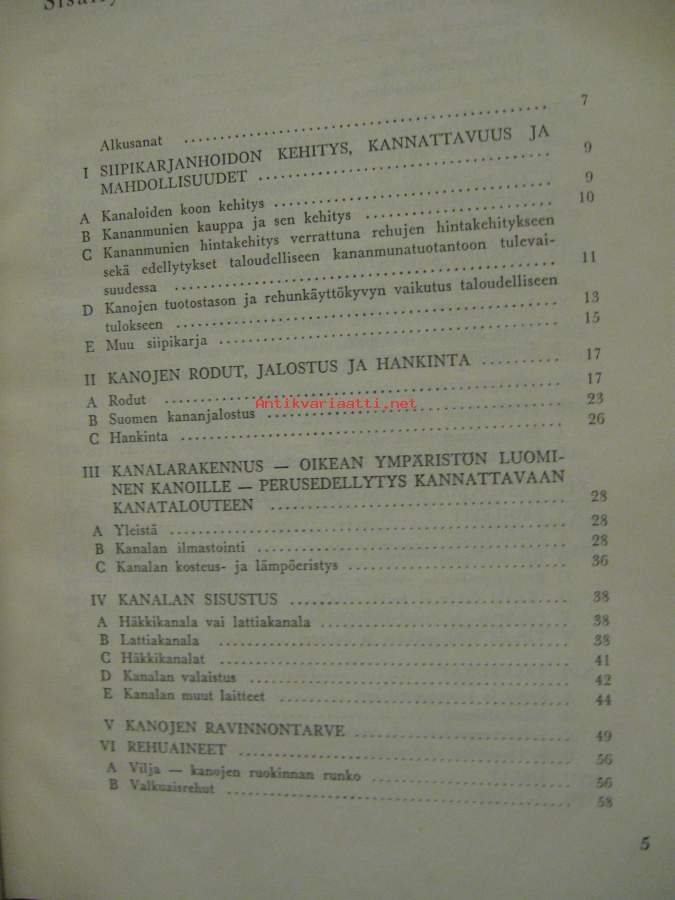 Alkusanat 7
I SIIPIKARJANHOIDON KEHITYS, KANNATTAVUUS JA
MAHDOLLISUUDET 9
A Kanaloiden koon kehitys 9
B Kananmunien kauppa ja sen kehitys 10
C Kananmunien hintakehitys verrattuna rehujen hintakehitykseen
sekä edellytykset taloudelliseen kananmunatuotantoon tulevai-
suudessa 11
D Kanojen tuotostason ja rehunkäyttökyvyn vaikutus taloudelliseen
tulokseen 13
E Muu siipikarja 15
II KANOJEN RODUT, JALOSTUS JA HANKINTA 17
A Rodut 17
Antikvariaatti.net
B Suomen kananjalostus 23
C Hankinta 26
III KANALARAKENNUS — OIKEAN YMPÄRISTÖN LUOMI-
NEN KANOILLE — PERUSEDELLYTYS KANNATTAVAAN
KANATALOUTEEN 28
A Yleistä 28
B Kanalan ilmastointi 28
C Kanalan kosteus- ja lämpöeristys 36
IV KANALAN SISUSTUS 38
A Häkkikanala vai lattiakanala 38
B Lattiakanala 38
C Häkkikanalat 41
D Kanalan valaistus 42
E Kanalan muut laitteet 44
V KANOJEN RAVINNONTARVE 49
VI REHUAINEET 56
A Vilja — kanojen ruokinnan runko 56
B Valkuaisrehut 58
5